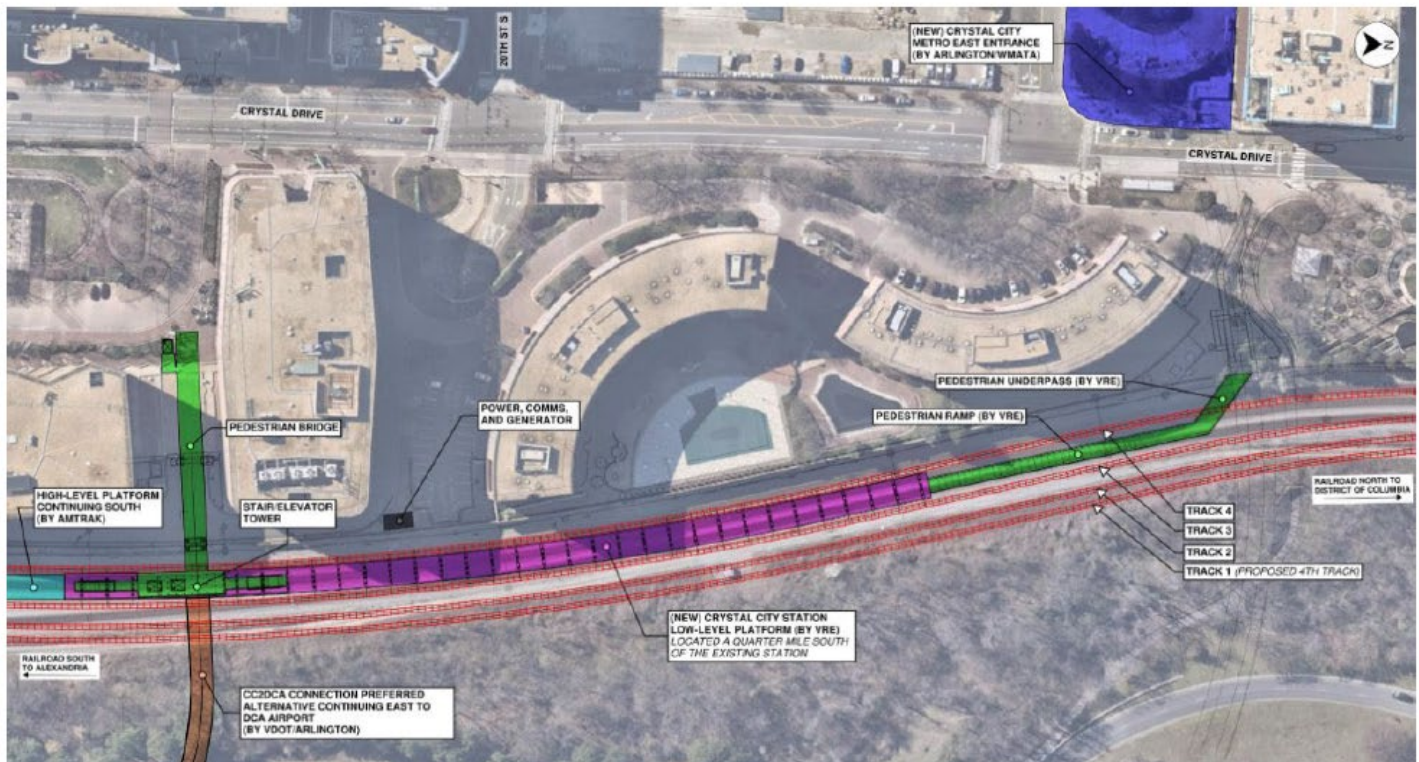 20TH ST S
(NEW) CRYSTAL CITY
METRO EAST ENTRANCE
(BY ARLINGTON/WMATA)
N
CRYSTAL DRIVE
CRYSTAL DRIVE
PEDESTRIAN UNDERPASS (BY VRE)
PEDESTRIAN RAMP (BY VRE)
POWER, COMMS,
AND GENERATOR
PEDESTRIAN BRIDGE
HIGH-LEVEL PLATFORM
CONTINUING SOUTH
(BY AMTRAK)
STAIR/ELEVATOR
TOWER
RAILROAD NORTH TO
DISTRICT OF COLUMBIA
TRACK 4
TRACK 3
TRACK 2
TRACK 1 (PROPOSED 4TH TRACK)
(NEW) CRYSTAL CITY STATION
LOW-LEVEL PLATFORM (BY VRE)
LOCATED A QUARTER MILE SOUTH
OF THE EXISTING STATION
RAILROAD SOUTH
TO ALEXANDRIA
CC2DCA CONNECTION PREFERRED
ALTERNATIVE CONTINUING EAST TO
DCA AIRPORT
(BY VDOT/ARLINGTON)